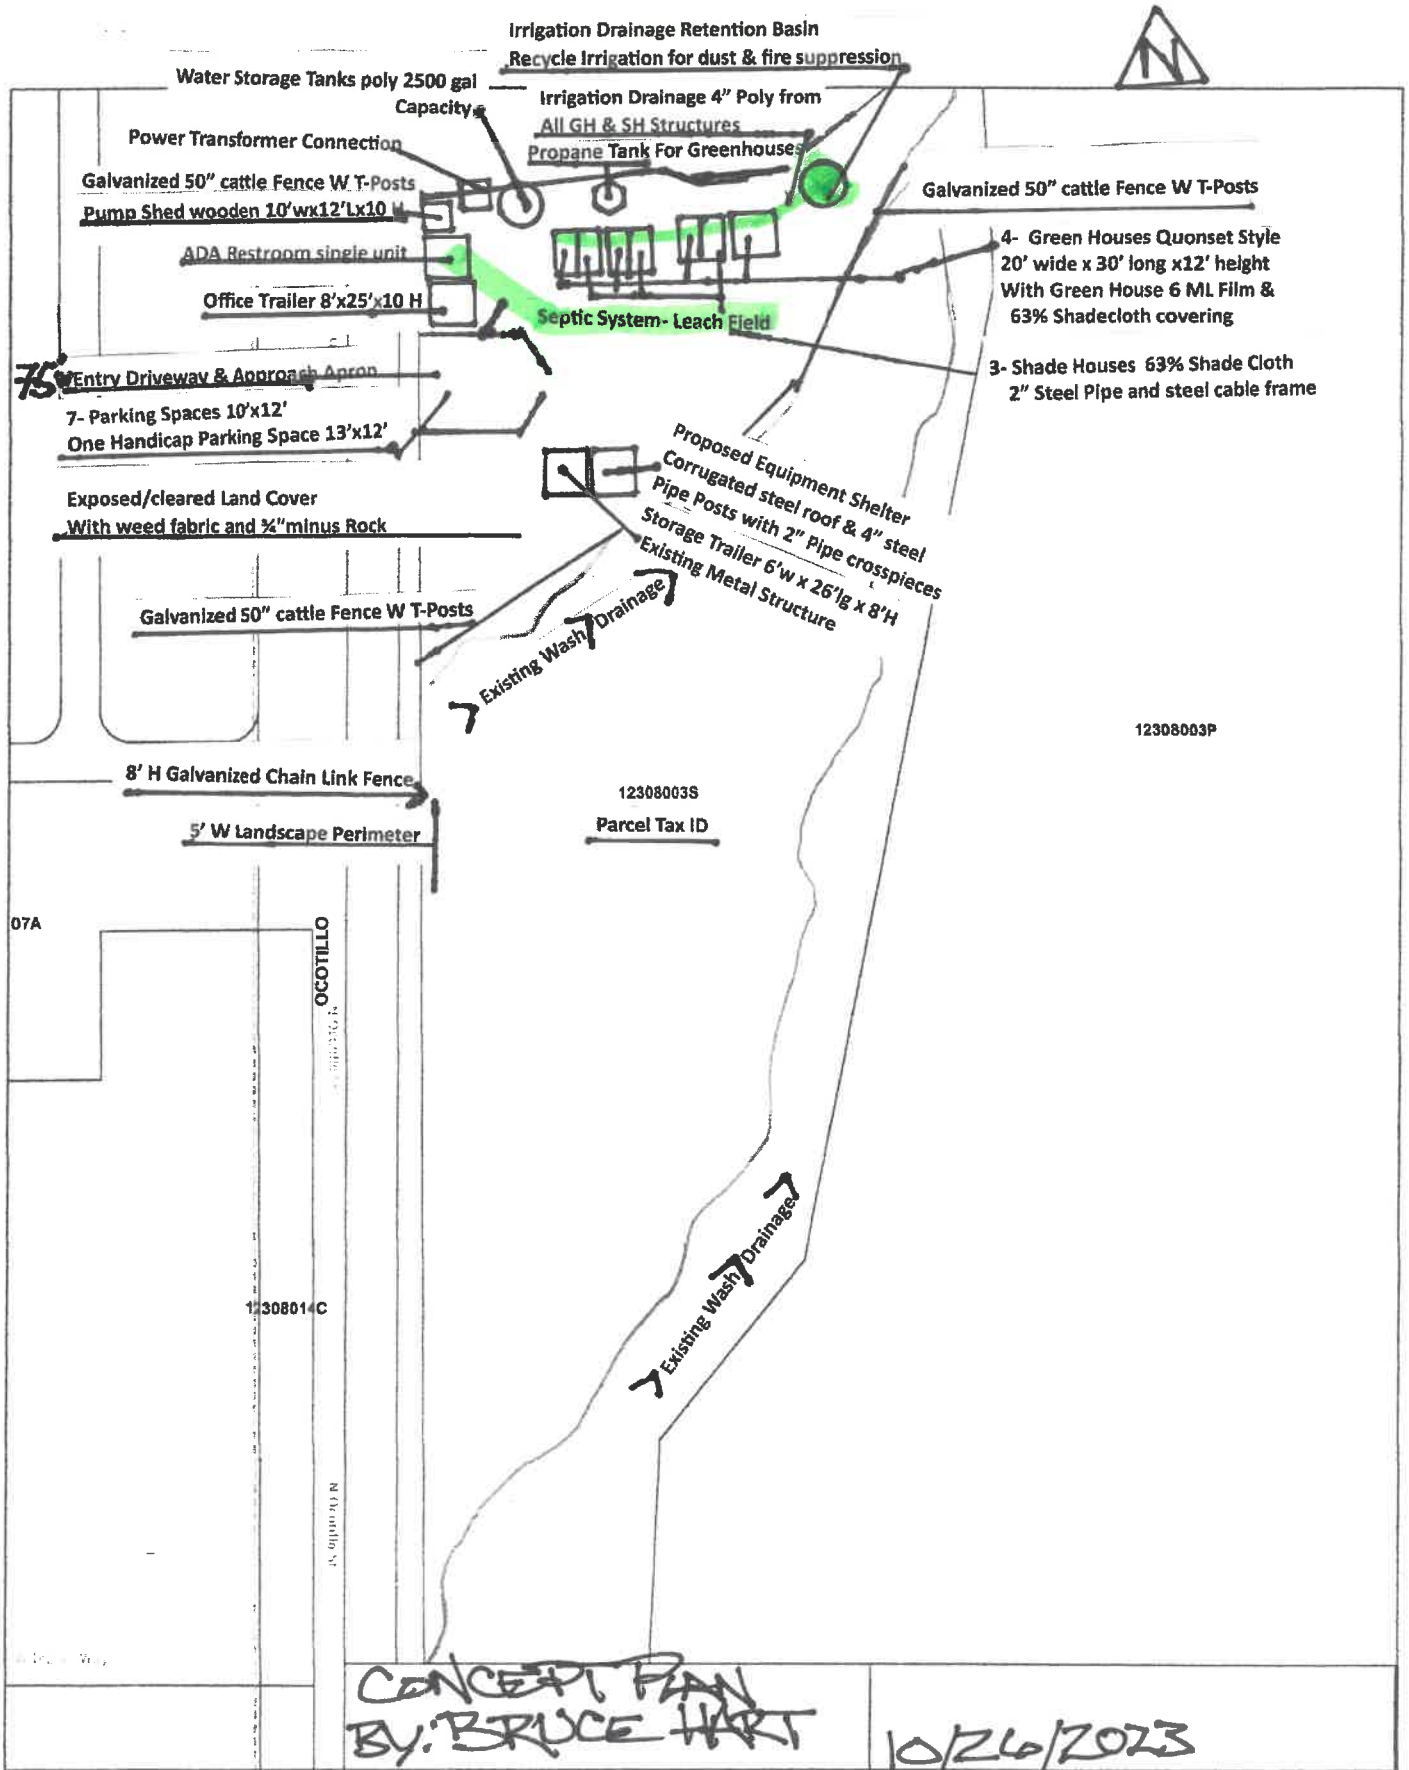 Irrigation Drainage Retention Basin
Recycle Irrigation for dust & fire suppression
N
Water Storage Tanks poly 2500 gal
Capacity
Irrigation Drainage 4" Poly from
All GH & SH Structures
Propane Tank For Greenhouses
Power Transformer Connection
Galvanized 50" cattle Fence W T-Posts
Pump Shed wooden 10'wx12'Lx10 H
ADA Restroom single unit
Office Trailer 8'x25'x10 H
Septic System- Leach Field
Galvanized 50" cattle Fence W T-Posts
4- Green Houses Quonset Style
20' wide x 30' long x12' height
With Green House 6 ML Film &
63% Shadecloth covering
3- Shade Houses 63% Shade Cloth
2" Steel Pipe and steel cable frame
75'
Entry Driveway & Approach Apron
7- Parking Spaces 10'x12'
One Handicap Parking Space 13'x12'
Exposed/cleared Land Cover
With weed fabric and ¾"minus Rock
Proposed Equipment Shelter
Corrugated steel roof & 4" steel
Pipe Posts with 2" Pipe crosspieces
Storage Trailer 6'w x 26'lg x 8'H
Existing Metal Structure
Galvanized 50" cattle Fence W T-Posts
Existing Wash/Drainage
12308003P
8' H Galvanized Chain Link Fence
12308003S
Parcel Tax ID
5' W Landscape Perimeter
07A
OCOTILLO
Existing Wash/Drainage
12308014C
N Ocotillo St
CONCEPT PLAN
BY: BRUCE HART
10/26/2023